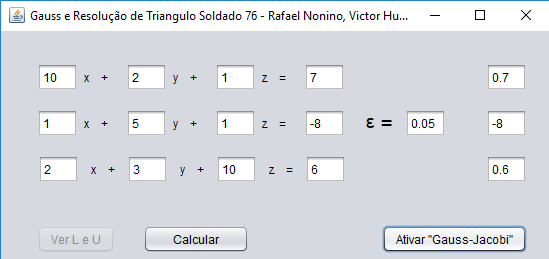 Gauss e Resolução de Triangulo Soldado 76 - Rafael Nonino, Victor Hu...
10 x + 2 y + 1 z = 7 0.7
1 x + 5 y + 1 z = -8 ε = 0.05 -8
2 x + 3 y + 10 z = 6 0.6
Ver L e U Calcular Ativar "Gauss-Jacobi"